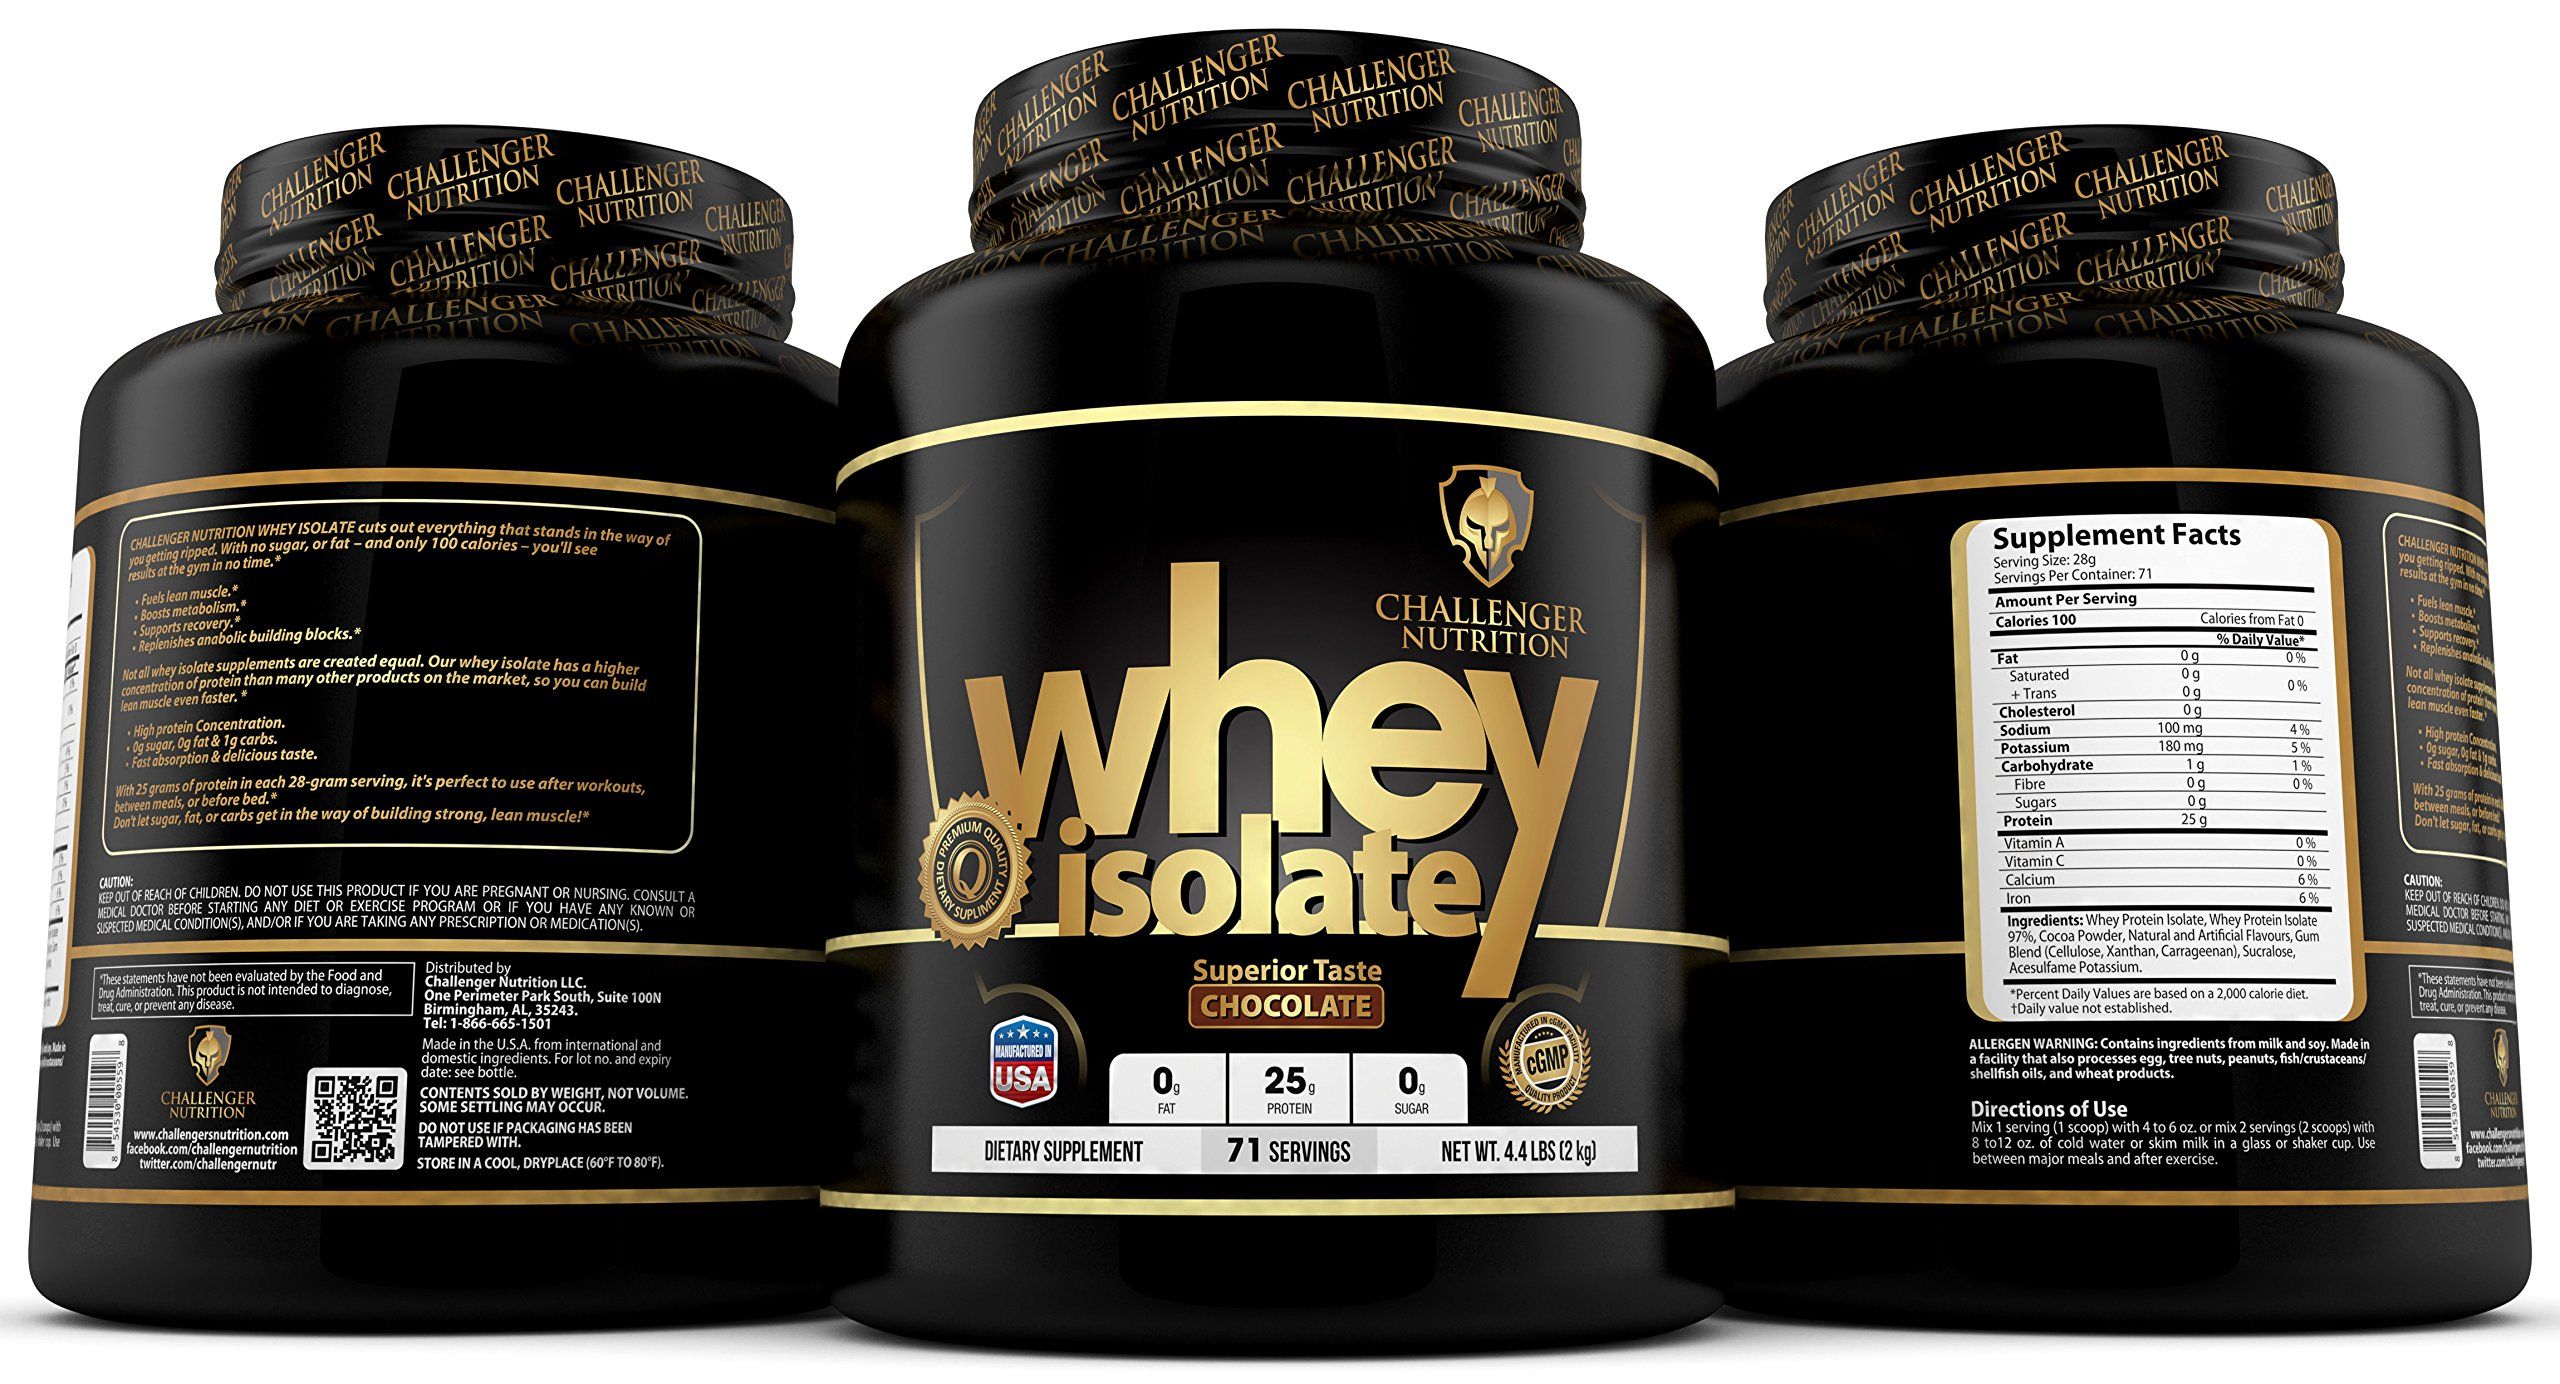 CHALLENGER NUTRITION WHEY ISOLATE cuts out everything that stands in the way of
you getting ripped. With no sugar, or fat – and only 100 calories – you'll see
results at the gym in no time.*
• Fuels lean muscle.*
• Boosts metabolism.*
• Supports recovery.*
• Replenishes anabolic building blocks.*
Not all whey isolate supplements are created equal. Our whey isolate has a higher
concentration of protein than many other products on the market, so you can build
lean muscle even faster. *
• High protein Concentration.
• 0g sugar, 0g fat & 1g carbs.
• Fast absorption & delicious taste.
With 25 grams of protein in each 28-gram serving, it's perfect to use after workouts,
between meals, or before bed.*
Don't let sugar, fat, or carbs get in the way of building strong, lean muscle!*
CAUTION:
KEEP OUT OF REACH OF CHILDREN. DO NOT USE THIS PRODUCT IF YOU ARE PREGNANT OR NURSING. CONSULT A
MEDICAL DOCTOR BEFORE STARTING ANY DIET OR EXERCISE PROGRAM OR IF YOU HAVE ANY KNOWN OR
SUSPECTED MEDICAL CONDITION(S), AND/OR IF YOU ARE TAKING ANY PRESCRIPTION OR MEDICATION(S).
*These statements have not been evaluated by the Food and
Drug Administration. This product is not intended to diagnose,
treat, cure, or prevent any disease.
Distributed by
Challenger Nutrition LLC.
One Perimeter Park South, Suite 100N
Birmingham, AL, 35243.
Tel: 1-866-665-1501
Made in the U.S.A. from international and
domestic ingredients. For lot no. and expiry
date: see bottle.
CONTENTS SOLD BY WEIGHT, NOT VOLUME.
SOME SETTLING MAY OCCUR.
DO NOT USE IF PACKAGING HAS BEEN
TAMPERED WITH.
STORE IN A COOL, DRYPLACE (60°F TO 80°F).
8 54530 00559 8
CHALLENGER
NUTRITION
www.challengersnutrition.com
facebook.com/challengernutrition
twitter.com/challengernutr
CHALLENGER
NUTRITION
CHALLENGER
NUTRITION
CHALLENGER
NUTRITION
whey
isolate
PREMIUM QUALITY
Q
DIETARY SUPLIMENT
Superior Taste
CHOCOLATE
MANUFACTURED IN
USA
MANUFACTURED IN cGMP FACILITY
cGMP
QUALITY PRODUCT
0g 25g 0g
FAT PROTEIN SUGAR
DIETARY SUPPLEMENT 71 SERVINGS NET WT. 4.4 LBS (2 kg)
Supplement Facts
Serving Size: 28g
Servings Per Container: 71
Amount Per Serving
Calories 100 Calories from Fat 0
% Daily Value*
Fat 0 g 0 %
Saturated 0 g
+ Trans 0 g 0 %
Cholesterol 0 g
Sodium 100 mg 4 %
Potassium 180 mg 5 %
Carbohydrate 1 g 1 %
Fibre 0 g 0 %
Sugars 0 g
Protein 25 g
Vitamin A 0 %
Vitamin C 0 %
Calcium 6 %
Iron 6 %
Ingredients: Whey Protein Isolate, Whey Protein Isolate
97%, Cocoa Powder, Natural and Artificial Flavours, Gum
Blend (Cellulose, Xanthan, Carrageenan), Sucralose,
Acesulfame Potassium.
*Percent Daily Values are based on a 2,000 calorie diet.
†Daily value not established.
ALLERGEN WARNING: Contains ingredients from milk and soy. Made in
a facility that also processes egg, tree nuts, peanuts, fish/crustaceans/
shellfish oils, and wheat products.
Directions of Use
Mix 1 serving (1 scoop) with 4 to 6 oz. or mix 2 servings (2 scoops) with
8 to12 oz. of cold water or skim milk in a glass or shaker cup. Use
between major meals and after exercise.